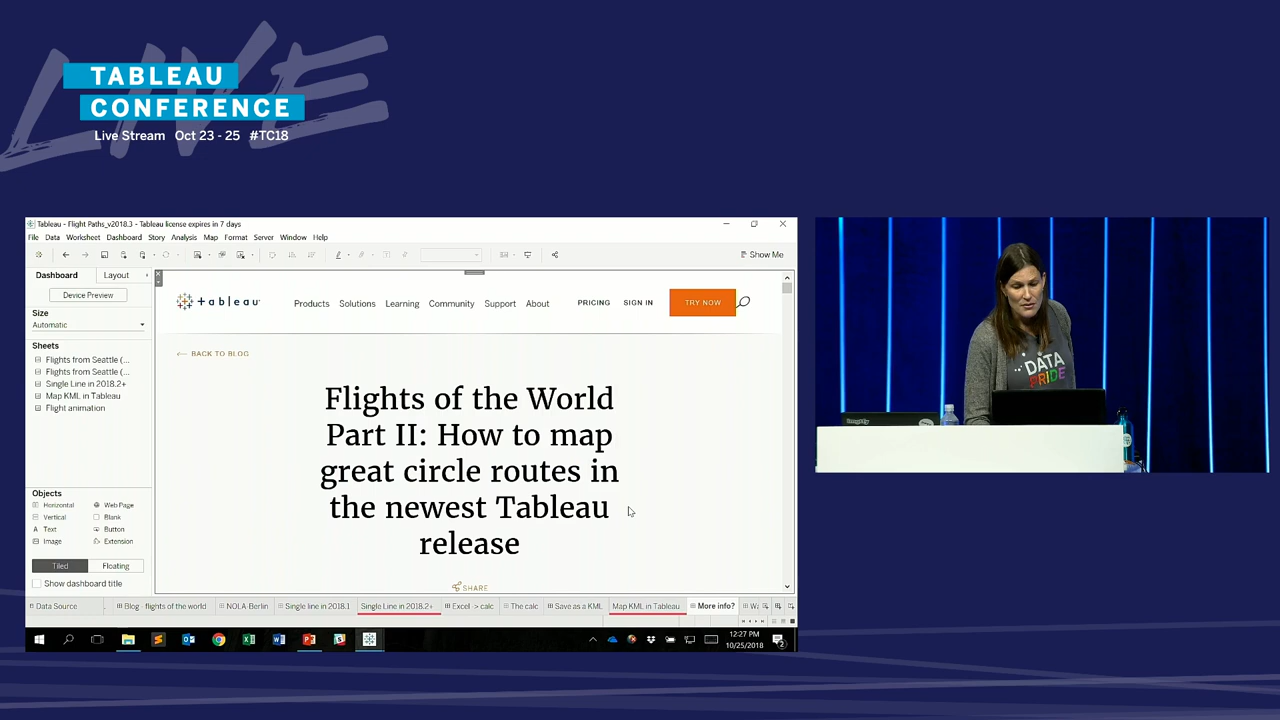 LIVE
TABLEAU
CONFERENCE
Live Stream Oct 23 - 25 #TC18
Tableau - Flight Paths_v2018.3 - Tableau license expires in 7 days
File Data Worksheet Dashboard Story Analysis Map Format Server Window Help
Show Me
Dashboard Layout
Device Preview
Size
Automatic
Sheets
Flights from Seattle (...
Flights from Seattle (...
Single Line in 2018.2+
Map KML in Tableau
Flight animation
Objects
Horizontal Web Page
Vertical Blank
Text Button
Image Extension
Tiled Floating
Show dashboard title
+ a b l e a u
Products Solutions Learning Community Support About PRICING SIGN IN TRY NOW
BACK TO BLOG
Flights of the World
Part II: How to map
great circle routes in
the newest Tableau
release
SHARE
Data Source Blog - flights of the world NOLA-Berlin Single line in 2018.1 Single Line in 2018.2+ Excel -> calc The calc Save as a KML Map KML in Tableau More info?
12:27 PM
10/25/2018
2
DATA
PRIDE